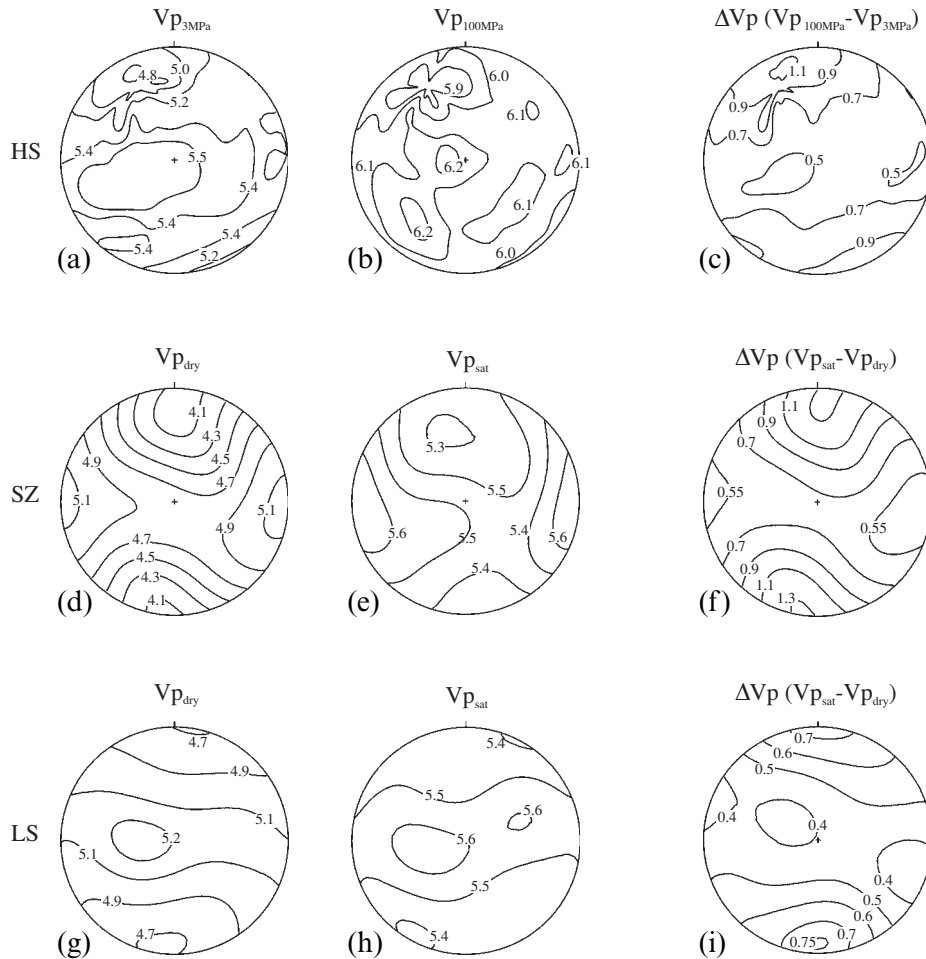 Vp3MPa Vp100MPa ΔVp (Vp100MPa-Vp3MPa)
HS
4.8 5.0 5.2 5.4 5.5 5.4 5.4 5.4 5.4 5.2
(a)
6.0 5.9 6.1 6.1 6.2 6.1 6.1 6.2 6.0
(b)
1.1 0.9 0.9 0.7 0.7 0.5 0.5 0.7 0.9
(c)
Vpdry Vpsat ΔVp (Vpsat-Vpdry)
SZ
4.1 4.3 4.5 4.7 4.9 5.1 5.1 4.9 4.7 4.5 4.3 4.1
(d)
5.3 5.5 5.4 5.6 5.5 5.6 5.4
(e)
1.1 0.9 0.7 0.55 0.55 0.7 0.9 1.1 1.3
(f)
Vpdry Vpsat ΔVp (Vpsat-Vpdry)
LS
4.7 4.9 5.1 5.2 5.1 4.9 4.7
(g)
5.4 5.5 5.6 5.6 5.5 5.4
(h)
0.7 0.6 0.5 0.4 0.4 0.4 0.5 0.6 0.7 0.75
(i)